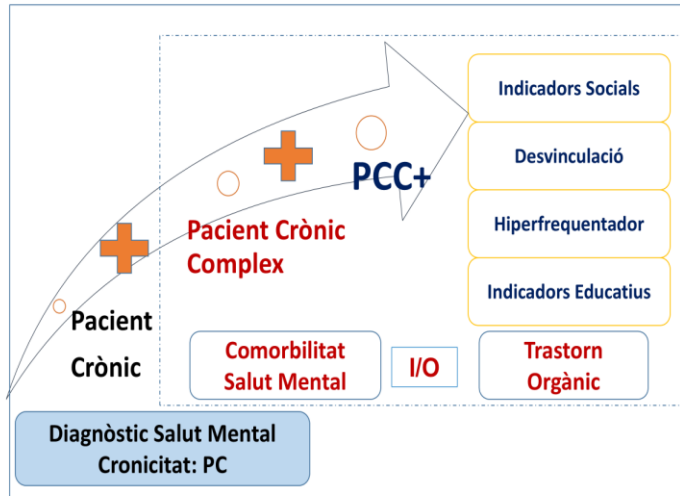 Indicadors Socials
Desvinculació
Hiperfrequentador
Indicadors Educatius
PCC+
Pacient Crònic
Complex
Pacient
Crònic
Comorbilitat
Salut Mental
I/O
Trastorn
Orgànic
Diagnòstic Salut Mental
Cronicitat: PC